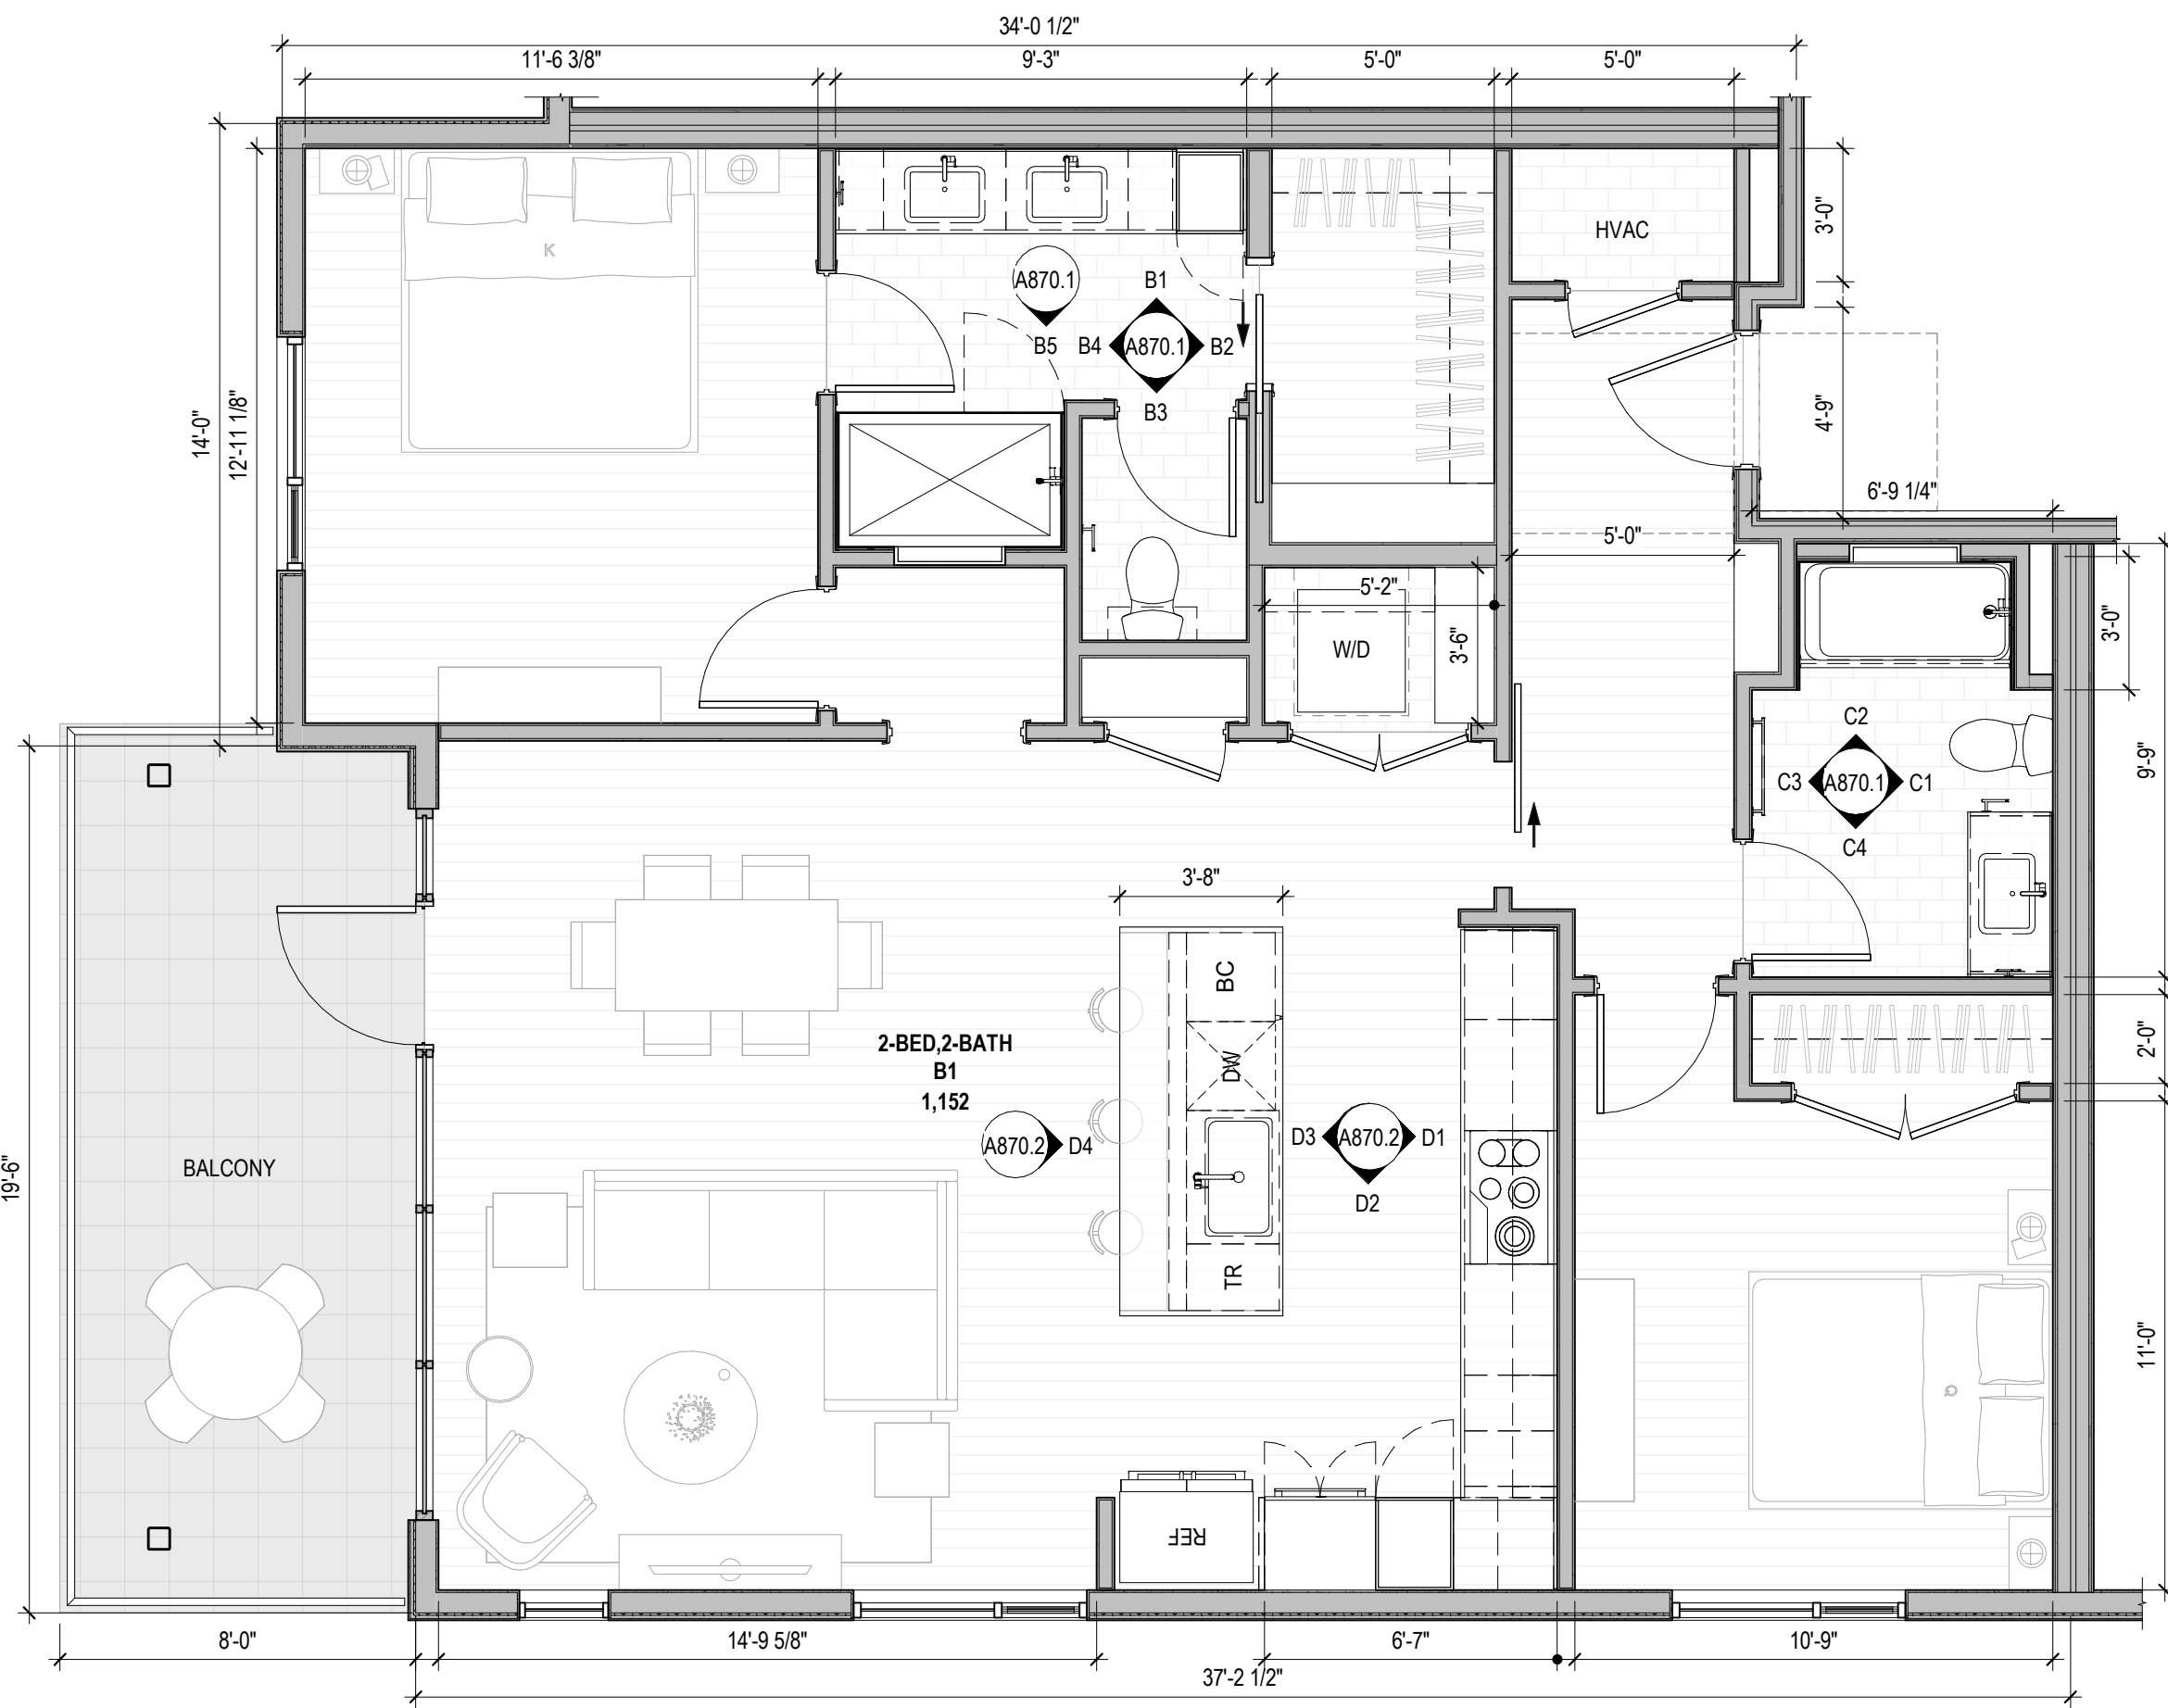 34'-0 1/2"
11'-6 3/8"
9'-3"
5'-0"
5'-0"
3'-0"
HVAC
K
A870.1
B5
B1
B4
A870.1
B2
B3
14'-0"
12'-11 1/8"
4'-9"
6'-9 1/4"
5'-0"
5'-2"
W/D
3'-6"
3'-0"
C2
C3
A870.1
C1
C4
9'-9"
3'-8"
BC
2-BED,2-BATH
B1
1,152
DW
2'-0"
A870.2
D4
D3
A870.2
D1
D2
BALCONY
19'-6"
TR
Q
11'-0"
REF
8'-0"
14'-9 5/8"
6'-7"
10'-9"
37'-2 1/2"